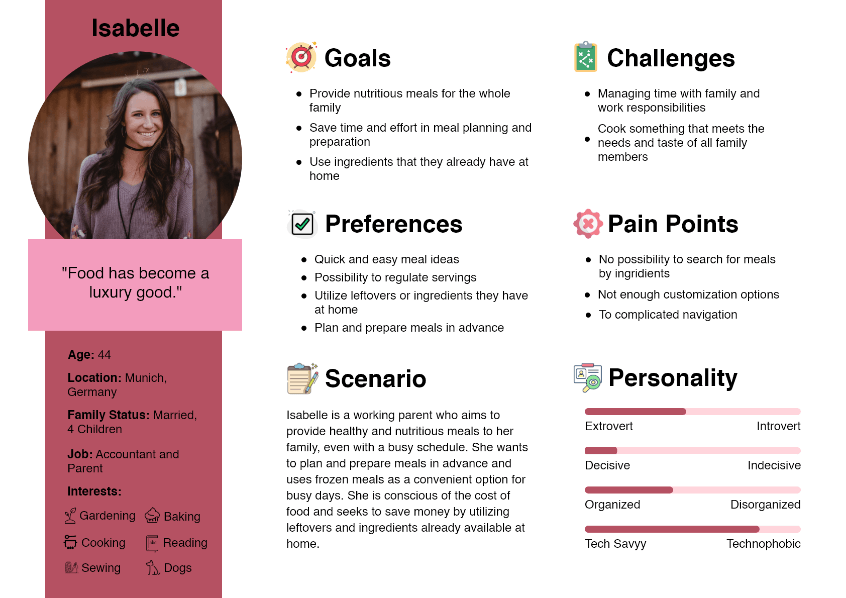 Isabelle
"Food has become a
luxury good."
Age: 44
Location: Munich,
Germany
Family Status: Married,
4 Children
Job: Accountant and
Parent
Interests:
Gardening
Baking
Cooking
Reading
Sewing
Dogs
Goals
Provide nutritious meals for the whole
family
Save time and effort in meal planning and
preparation
Use ingredients that they already have at
home
Challenges
Managing time with family and
work responsibilities
Cook something that meets the
needs and taste of all family
members
Preferences
Quick and easy meal ideas
Possibility to regulate servings
Utilize leftovers or ingredients they have
at home
Plan and prepare meals in advance
Pain Points
No possibility to search for meals
by ingridients
Not enough customization options
To complicated navigation
Scenario
Isabelle is a working parent who aims to
provide healthy and nutritious meals to her
family, even with a busy schedule. She wants
to plan and prepare meals in advance and
uses frozen meals as a convenient option for
busy days. She is conscious of the cost of
food and seeks to save money by utilizing
leftovers and ingredients already available at
home.
Personality
Extrovert Introvert
Decisive Indecisive
Organized Disorganized
Tech Savyy Technophobic